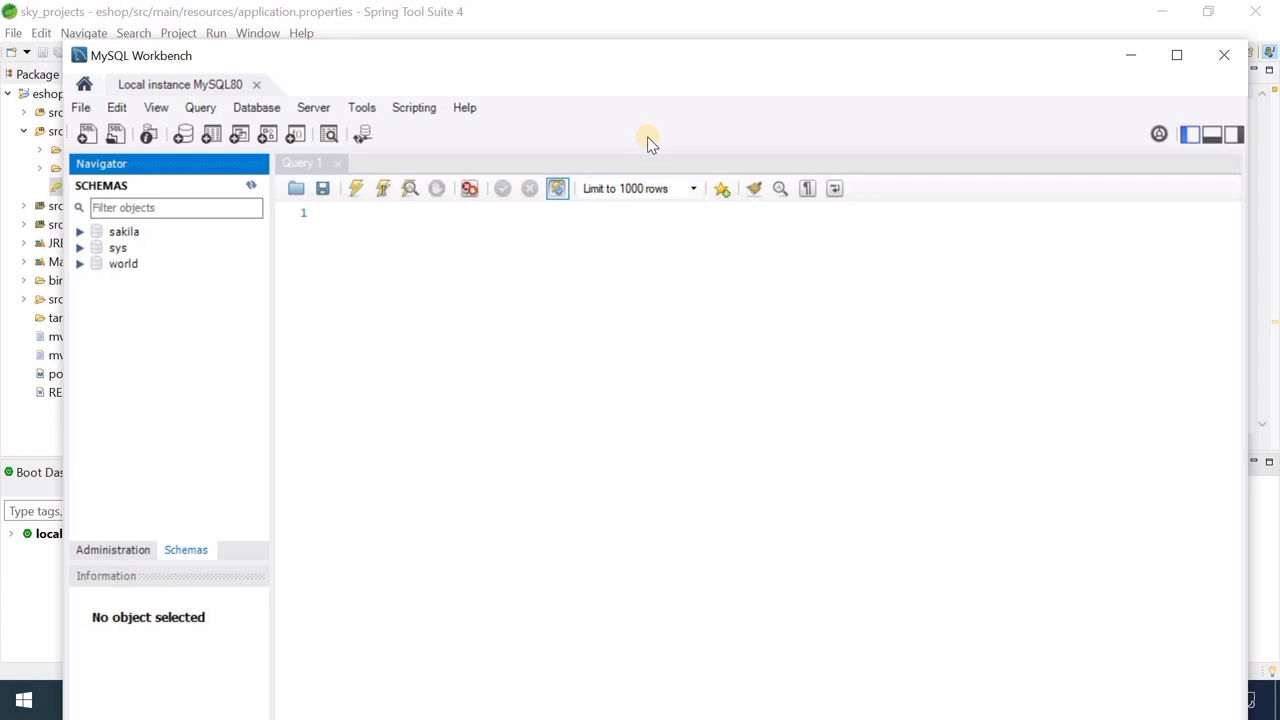 sky_projects - eshop/src/main/resources/application.properties - Spring Tool Suite 4
File Edit Navigate Search Project Run Window Help
MySQL Workbench
Package
Local instance MySQL80
eshop
File Edit View Query Database Server Tools Scripting Help
src
src
Navigator
Query 1
SCHEMAS
Limit to 1000 rows
Filter objects
1
src
sakila
src
sys
JRE
world
Ma
bin
src
tar
mv
mv
po
RE
Boot Das
Type tags,
local
Administration Schemas
Information
No object selected